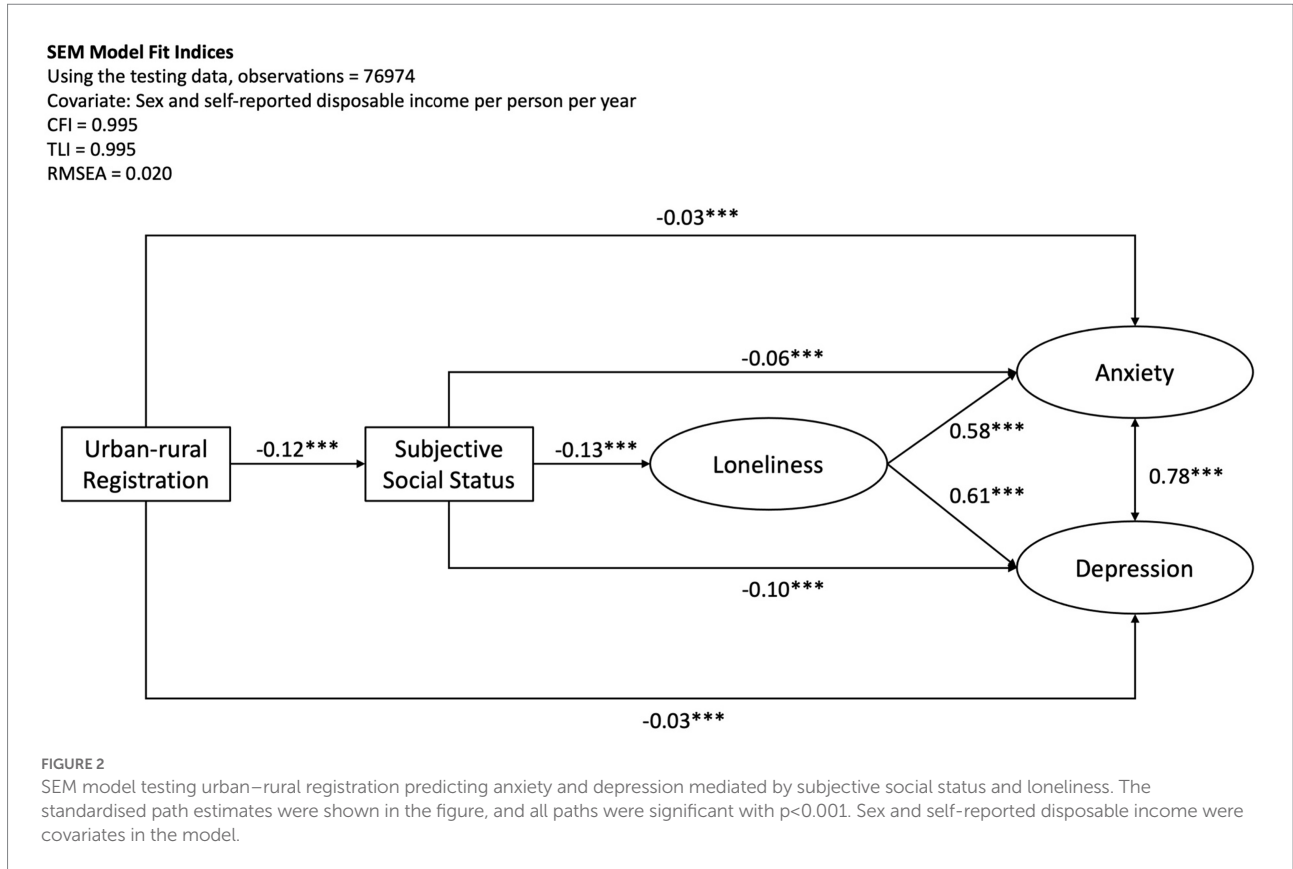 SEM Model Fit Indices
Using the testing data, observations = 76974
Covariate: Sex and self-reported disposable income per person per year
CFI = 0.995
TLI = 0.995
RMSEA = 0.020
-0.03***
-0.06***
Anxiety
Urban-rural
Registration
-0.12***
Subjective
Social Status
-0.13***
Loneliness
0.58***
0.61***
0.78***
-0.10***
Depression
-0.03***
FIGURE 2
SEM model testing urban–rural registration predicting anxiety and depression mediated by subjective social status and loneliness. The
standardised path estimates were shown in the figure, and all paths were significant with p<0.001. Sex and self-reported disposable income were
covariates in the model.